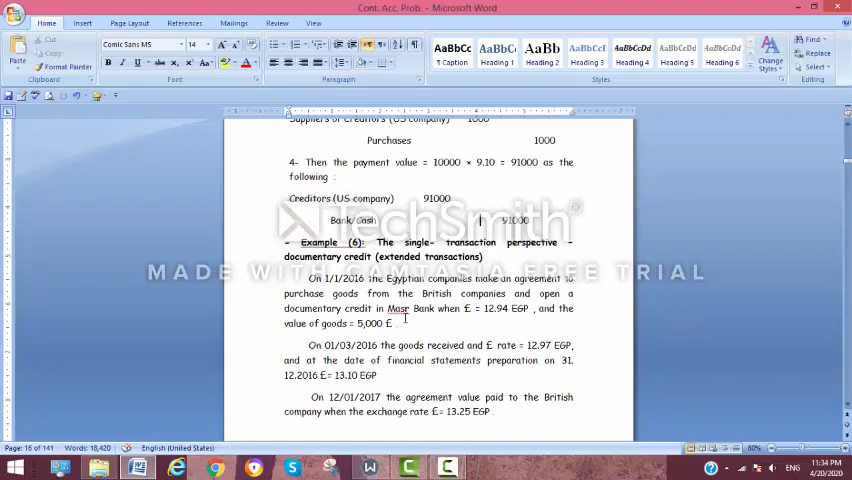 Cont. Acc. Prob. - Microsoft Word
Home Insert Page Layout References Mailings Review View
Cut
Copy
Paste
Format Painter
Clipboard
Comic Sans MS 14
Font
Paragraph
AaBbCc AaBbCc AaBb AaBbCcI AaBbCcDd AaBbCcDd AaBbCcDd
¶ Caption Heading 1 Heading 2 Heading 3 Heading 4 Heading 5 Heading 6
Change Styles
Styles
Find
Replace
Select
Editing
Suppliers or Creditors (US company) 1000
Purchases 1000
4- Then the payment value = 10000 × 9.10 = 91000 as the
following :
Creditors (US company) 91000
Bank/Cash 91000
TechSmith
MADE WITH CAMTASIA FREE TRIAL
- Example (6): The single- transaction perspective –
documentary credit (extended transactions)
On 1/1/2016 the Egyptian companies make an agreement to
purchase goods from the British companies and open a
documentary credit in Masr Bank when £ = 12.94 EGP , and the
value of goods = 5,000 £ .
On 01/03/2016 the goods received and £ rate = 12.97 EGP,
and at the date of financial statements preparation on 31.
12.2016 £ = 13.10 EGP
On 12/01/2017 the agreement value paid to the British
company when the exchange rate £= 13.25 EGP .
Page: 16 of 141 Words: 18,420 English (United States) 80%
ENG 11:34 PM
4/20/2020